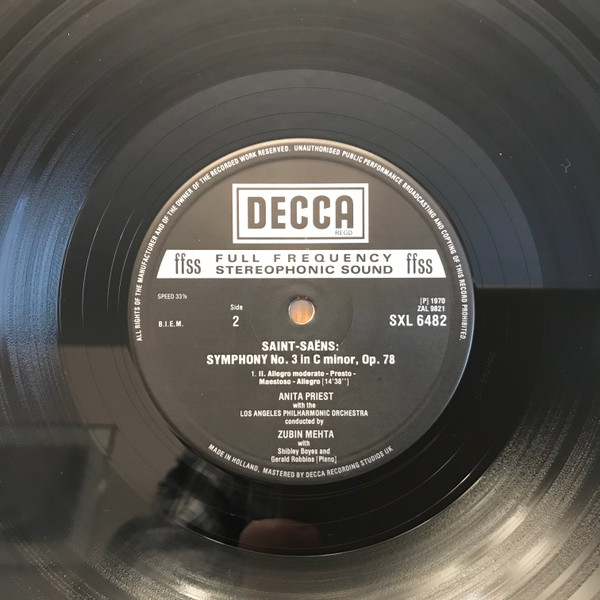 ALL RIGHTS OF THE MANUFACTURER AND OF THE OWNER OF THE RECORDED WORK RESERVED. UNAUTHORISED PUBLIC PERFORMANCE BROADCASTING AND COPYING OF THIS RECORD PROHIBITED.
DECCA
REGD
ffss FULL FREQUENCY STEREOPHONIC SOUND ffss
SPEED 33⅓
[P] 1970
ZAL 9821
B.I.E.M.
Side
2
SXL 6482
SAINT-SAËNS:
SYMPHONY No. 3 in C minor, Op. 78
1. II. Allegro moderato - Presto -
Maestoso - Allegro [14'38'']
ANITA PRIEST
with the
LOS ANGELES PHILHARMONIC ORCHESTRA
conducted by
ZUBIN MEHTA
with
Shibley Boyes and
Gerald Robbins [Piano]
MADE IN HOLLAND. MASTERED BY DECCA RECORDING STUDIOS UK